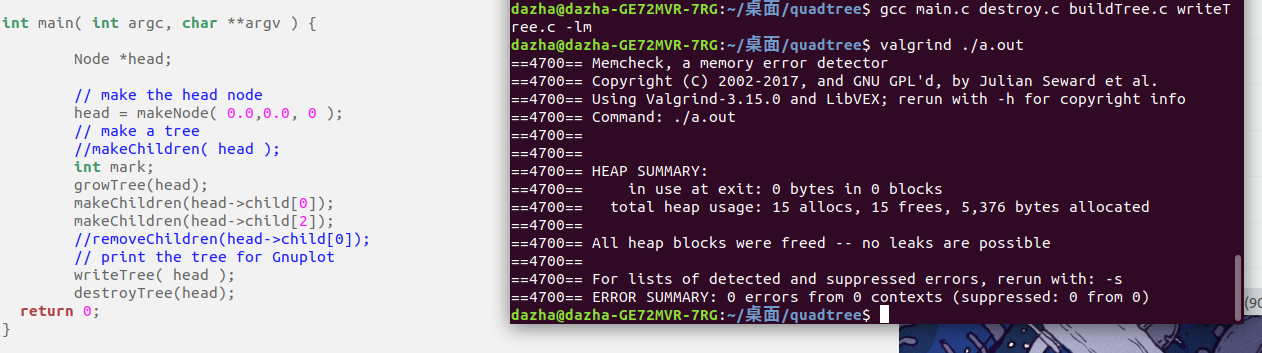 int main( int argc, char **argv ) {
Node *head;
// make the head node
head = makeNode( 0.0,0.0, 0 );
// make a tree
//makeChildren( head );
int mark;
growTree(head);
makeChildren(head->child[0]);
makeChildren(head->child[2]);
//removeChildren(head->child[0]);
// print the tree for Gnuplot
writeTree( head );
destroyTree(head);
return 0;
}
dazha@dazha-GE72MVR-7RG:~/桌面/quadtree$ gcc main.c destroy.c buildTree.c writeT
ree.c -lm
dazha@dazha-GE72MVR-7RG:~/桌面/quadtree$ valgrind ./a.out
==4700== Memcheck, a memory error detector
==4700== Copyright (C) 2002-2017, and GNU GPL'd, by Julian Seward et al.
==4700== Using Valgrind-3.15.0 and LibVEX; rerun with -h for copyright info
==4700== Command: ./a.out
==4700==
==4700==
==4700== HEAP SUMMARY:
==4700==     in use at exit: 0 bytes in 0 blocks
==4700==   total heap usage: 15 allocs, 15 frees, 5,376 bytes allocated
==4700==
==4700== All heap blocks were freed -- no leaks are possible
==4700==
==4700== For lists of detected and suppressed errors, rerun with: -s
==4700== ERROR SUMMARY: 0 errors from 0 contexts (suppressed: 0 from 0)
dazha@dazha-GE72MVR-7RG:~/桌面/quadtree$